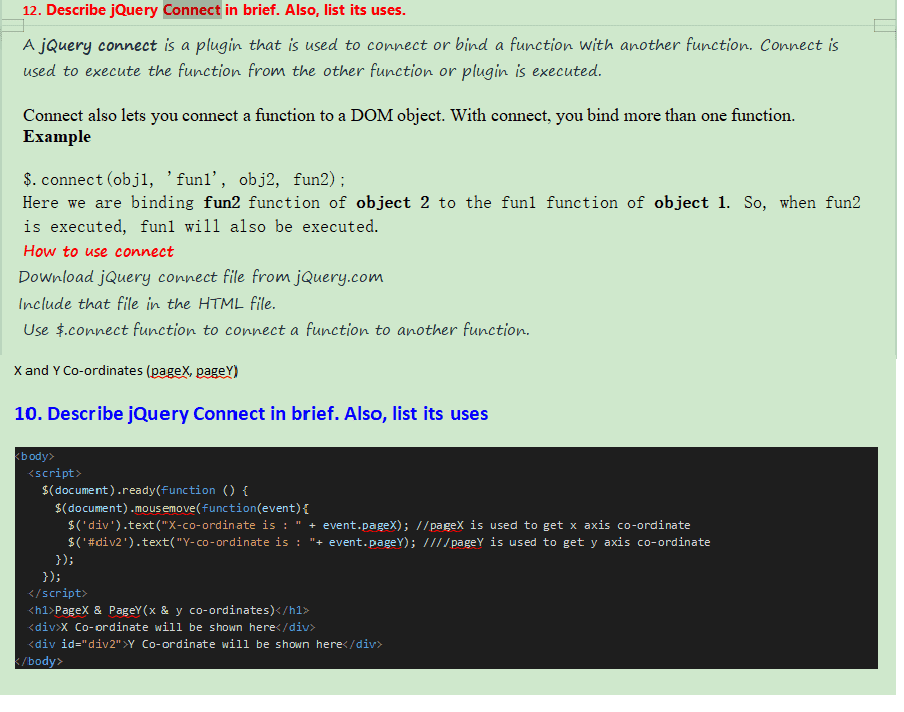 12. Describe jQuery Connect in brief. Also, list its uses.
A jQuery connect is a plugin that is used to connect or bind a function with another function. Connect is
used to execute the function from the other function or plugin is executed.
Connect also lets you connect a function to a DOM object. With connect, you bind more than one function.
Example
$.connect(obj1, 'fun1', obj2, fun2);
Here we are binding fun2 function of object 2 to the fun1 function of object 1. So, when fun2
is executed, fun1 will also be executed.
How to use connect
Download jQuery connect file from jQuery.com
Include that file in the HTML file.
Use $.connect function to connect a function to another function.
X and Y Co-ordinates (pageX, pageY)
10. Describe jQuery Connect in brief. Also, list its uses
<body>
<script>
$(document).ready(function () {
$(document).mousemove(function(event){
$('div').text("X-co-ordinate is : " + event.pageX); //pageX is used to get x axis co-ordinate
$('#div2').text("Y-co-ordinate is : "+ event.pageY); ////pageY is used to get y axis co-ordinate
});
});
</script>
<h1>PageX & PageY(x & y co-ordinates)</h1>
<div>X Co-ordinate will be shown here</div>
<div id="div2">Y Co-ordinate will be shown here</div>
</body>